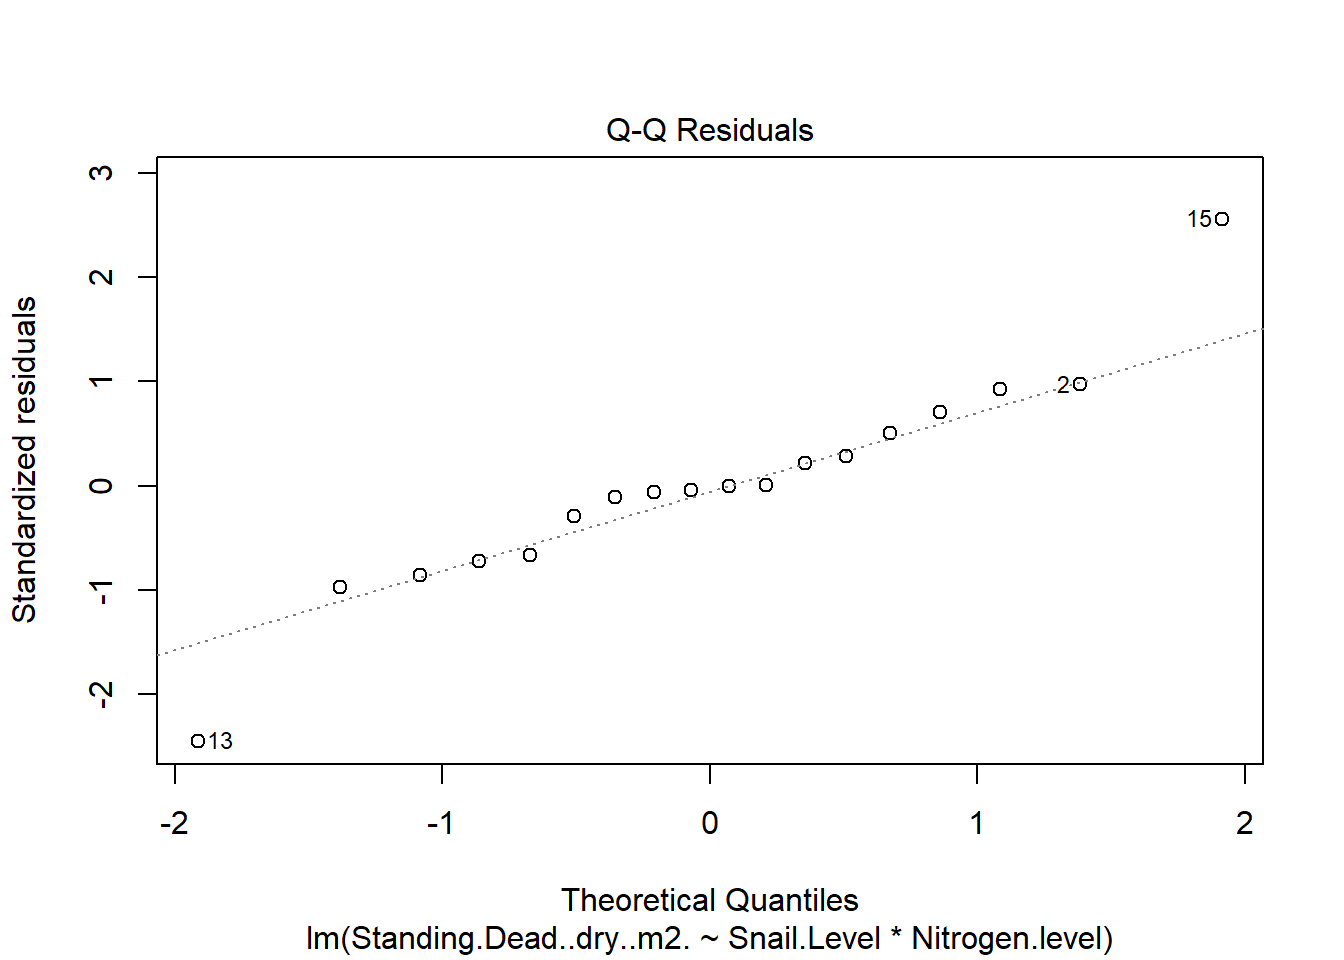 Q-Q Residuals
3
2
1
0
-1
-2
Standardized residuals
15
2
13
-2 -1 0 1 2
Theoretical Quantiles
lm(Standing.Dead..dry..m2. ~ Snail.Level * Nitrogen.level)